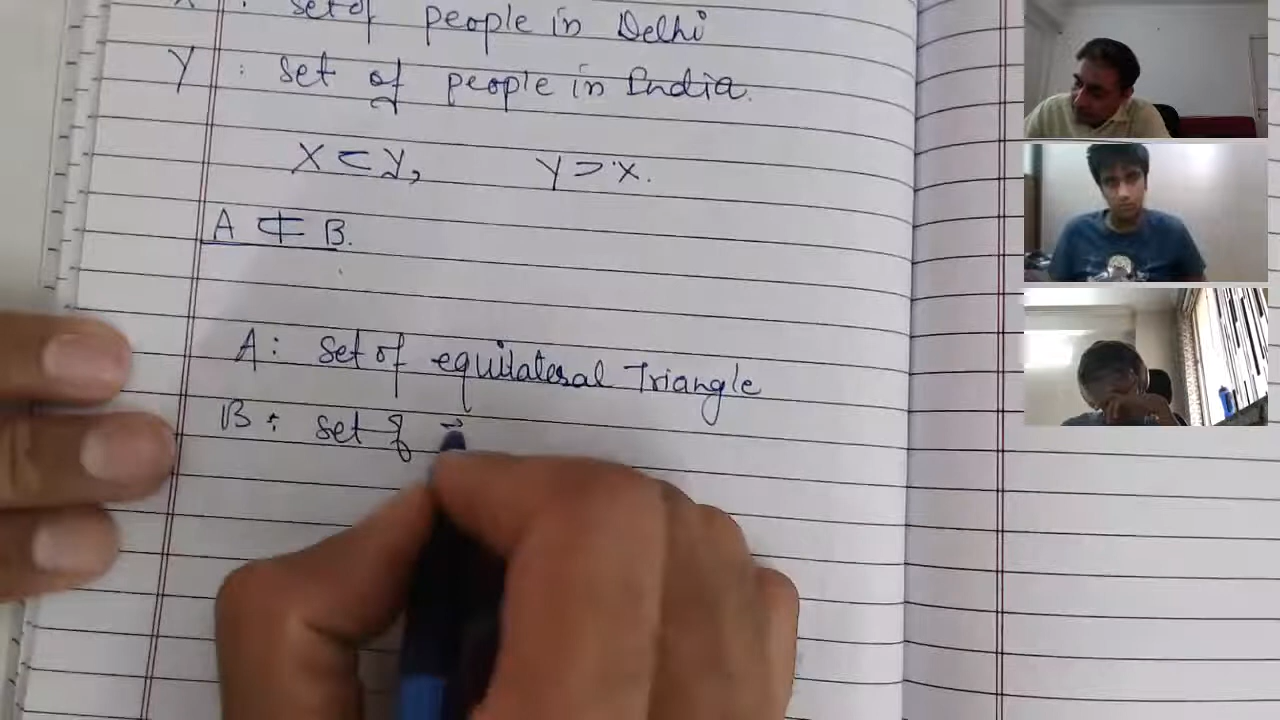 X : set of people in Delhi
Y : set of people in India.
X ⊂ Y, Y ⊃ X.
A ⊄ B.
A : set of equilateral Triangle
B : set of